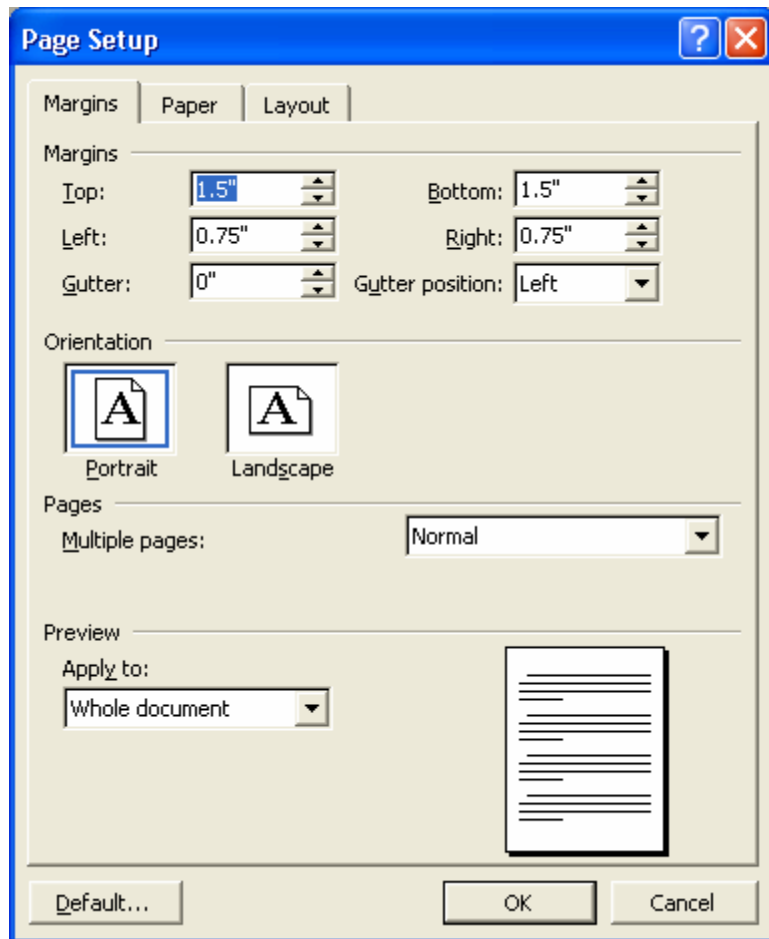 Page Setup
Margins Paper Layout
Margins
Top: 1.5" Bottom: 1.5"
Left: 0.75" Right: 0.75"
Gutter: 0" Gutter position: Left
Orientation
A A
Portrait Landscape
Pages
Multiple pages: Normal
Preview
Apply to:
Whole document
Default... OK Cancel